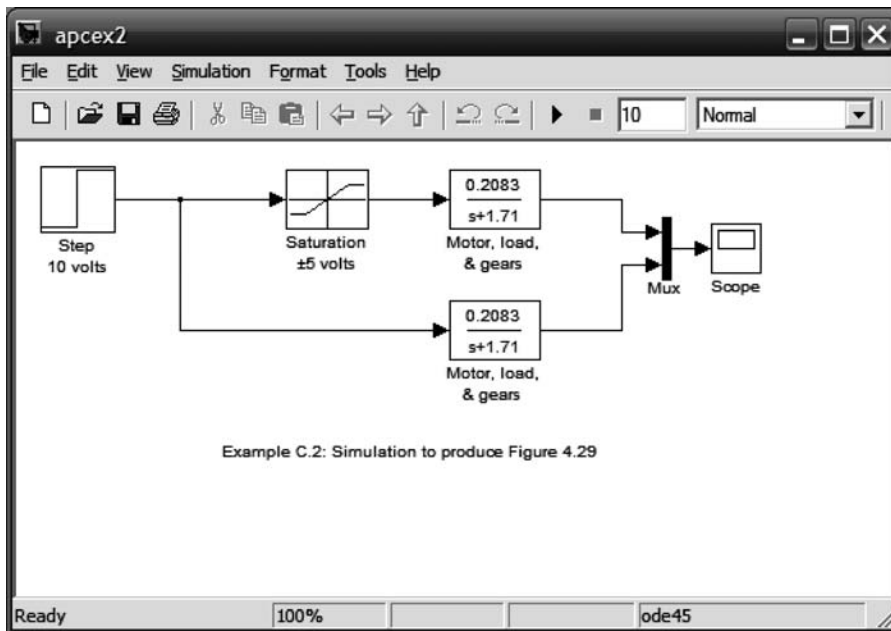 apcex2
File Edit View Simulation Format Tools Help
10 Normal
Step
10 volts
Saturation
±5 volts
0.2083
s+1.71
Motor, load,
& gears
Mux
Scope
0.2083
s+1.71
Motor, load,
& gears
Example C.2: Simulation to produce Figure 4.29
Ready 100% ode45